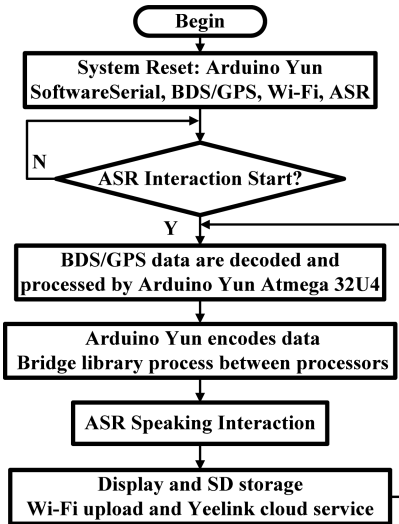 Begin
System Reset: Arduino Yun
SoftwareSerial, BDS/GPS, Wi-Fi, ASR
N
ASR Interaction Start?
Y
BDS/GPS data are decoded and
processed by Arduino Yun Atmega 32U4
Arduino Yun encodes data
Bridge library process between processors
ASR Speaking Interaction
Display and SD storage
Wi-Fi upload and Yeelink cloud service